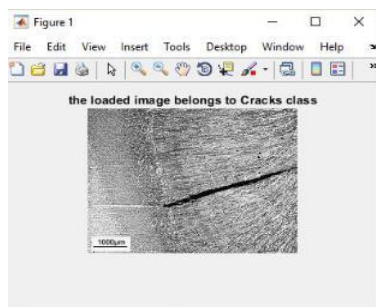 Figure 1
File Edit View Insert Tools Desktop Window Help
the loaded image belongs to Cracks class
1000µm